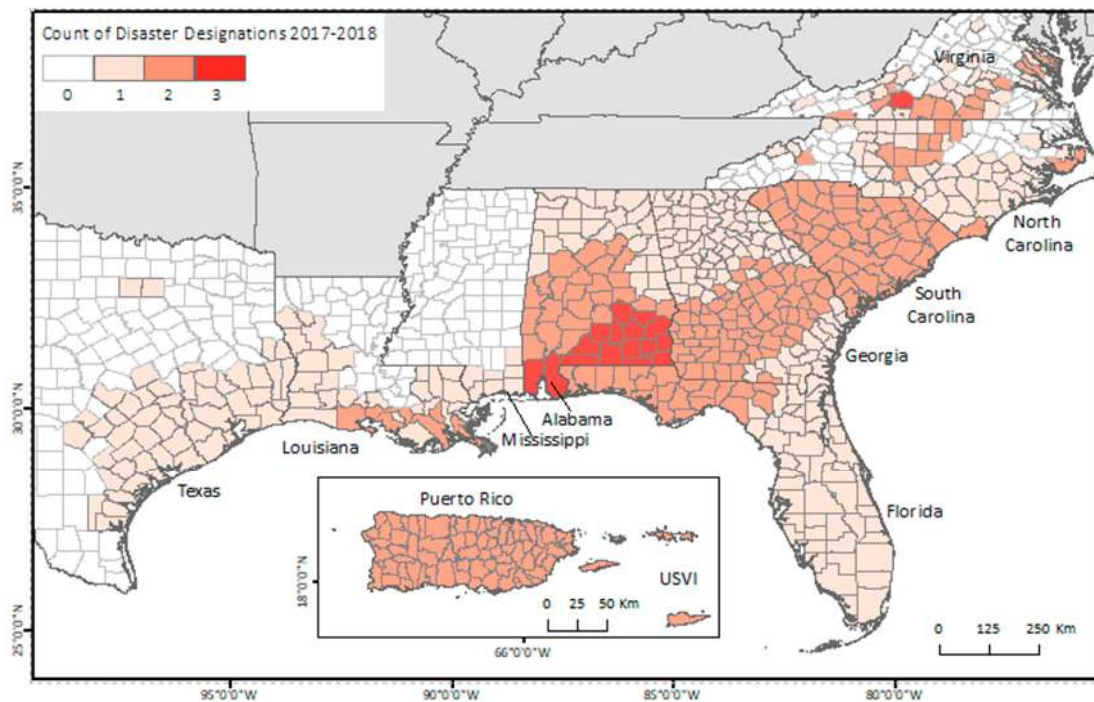 Count of Disaster Designations 2017-2018
0 1 2 3
Virginia
35°0'0"N
North
Carolina
South
Carolina
Georgia
30°0'0"N
Alabama
Mississippi
Louisiana
Texas
Puerto Rico
Florida
18°0'0"N
USVI
0 25 50 Km
0 125 250 Km
25°0'0"N
66°0'0"W
95°0'0"W 90°0'0"W 85°0'0"W 80°0'0"W